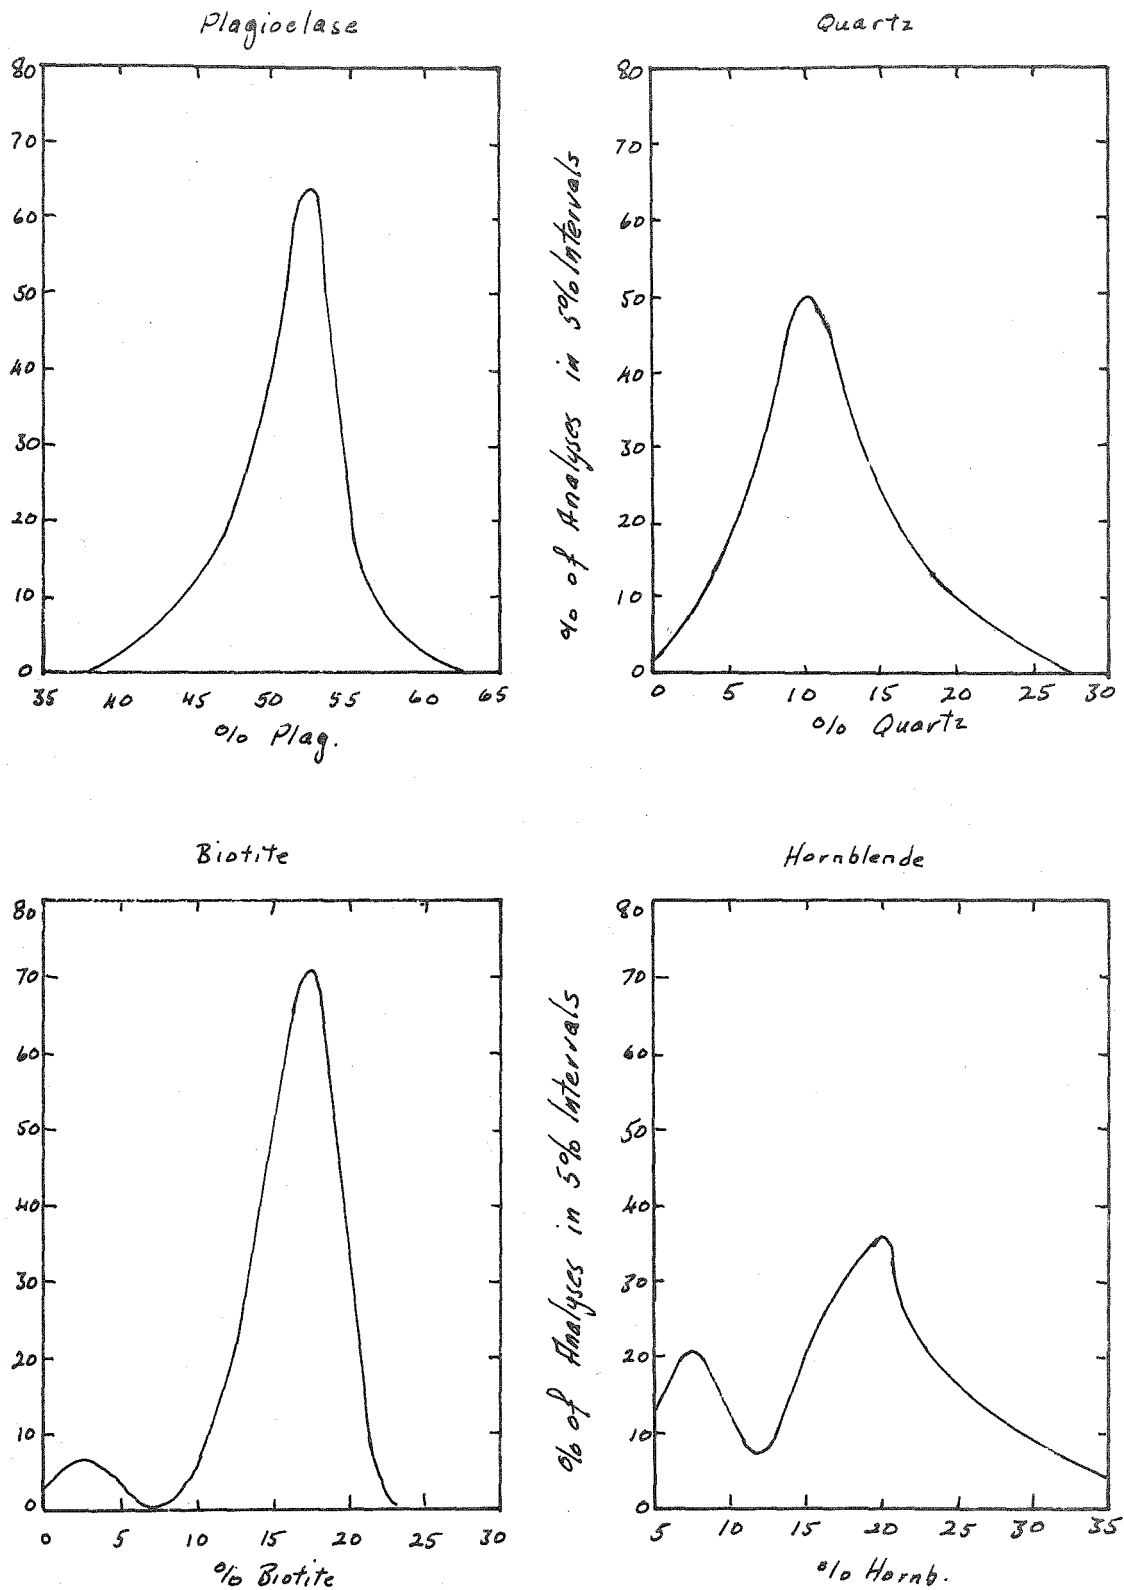 Plagioclase
80
70
60
50
40
30
20
10
0
35 40 45 50 55 60 65
% Plag.
Quartz
% of Analyses in 5% Intervals
80
70
60
50
40
30
20
10
0
0 5 10 15 20 25 30
% Quartz
Biotite
80
70
60
50
40
30
20
10
0
0 5 10 15 20 25 30
% Biotite
Hornblende
% of Analyses in 5% Intervals
80
70
60
50
40
30
20
10
0
5 10 15 20 25 30 35
% Hornb.